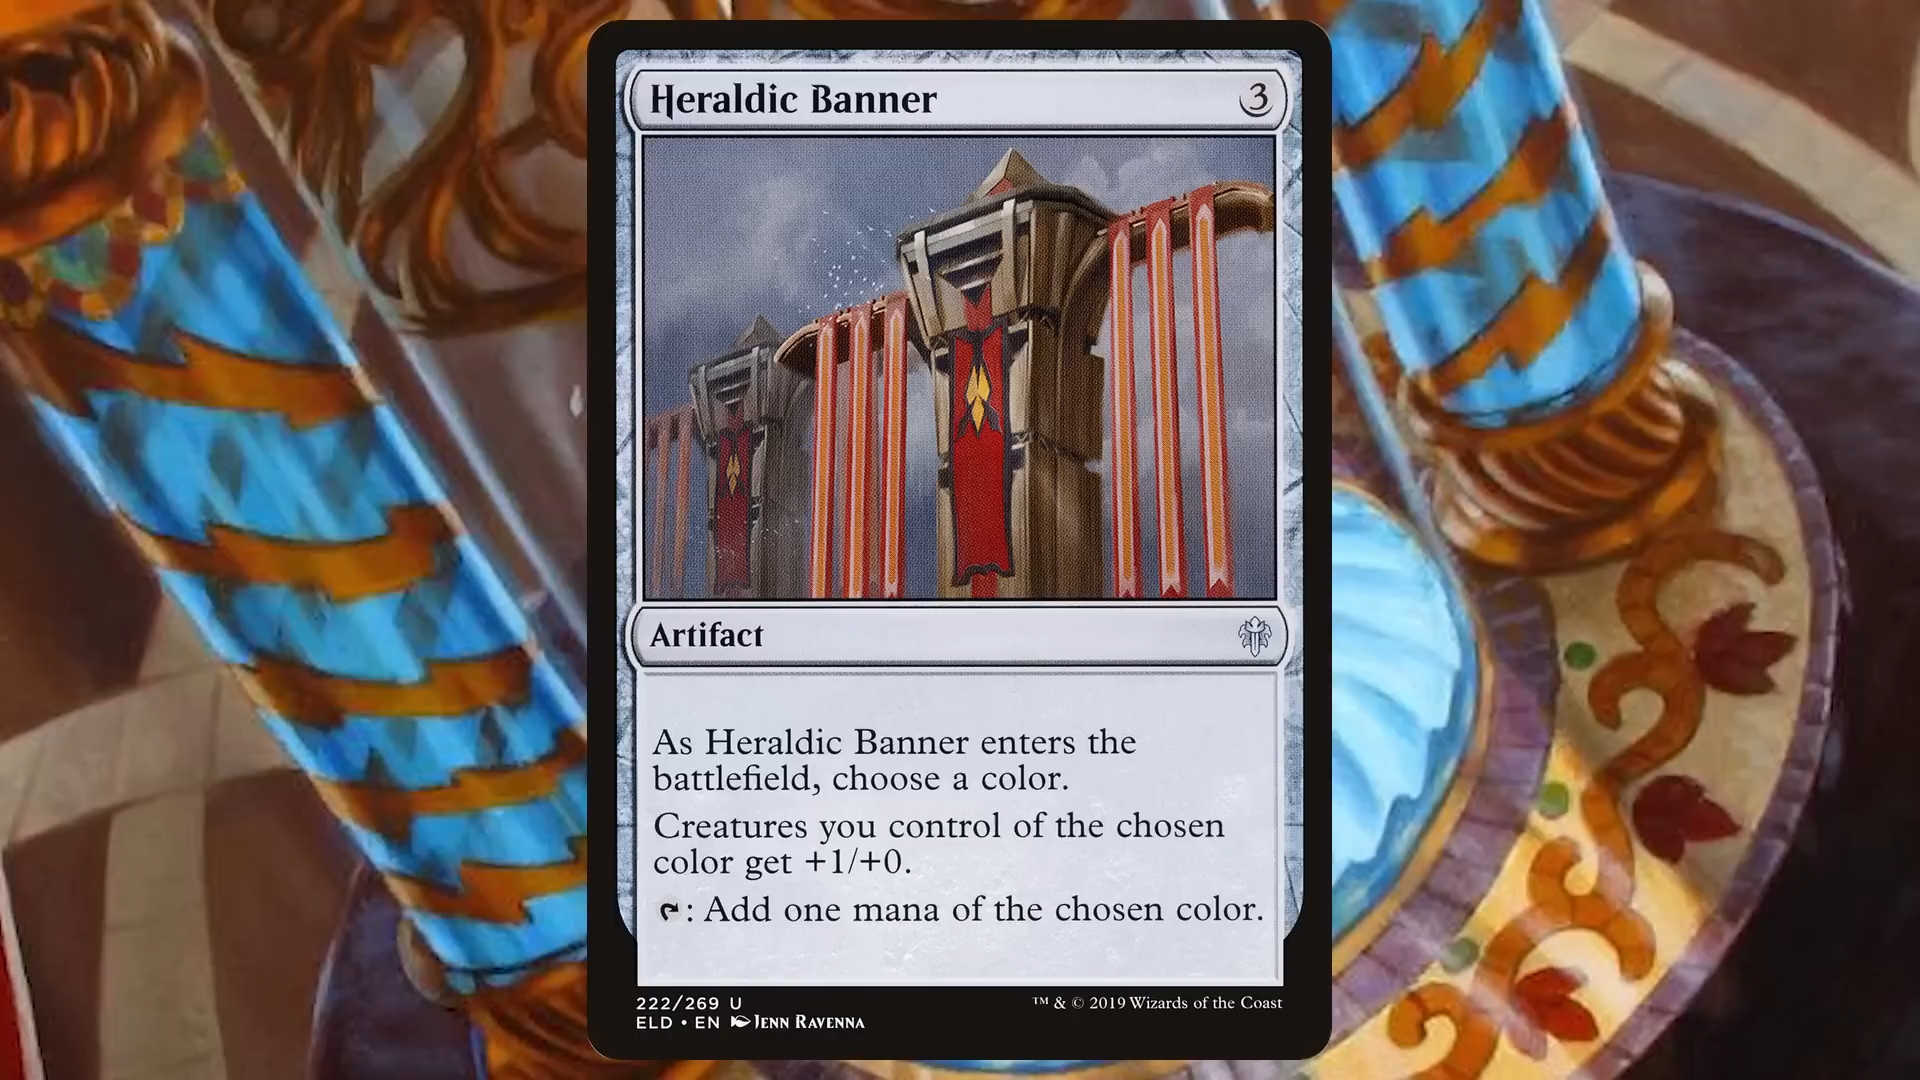 Heraldic Banner 3
Artifact
As Heraldic Banner enters the
battlefield, choose a color.
Creatures you control of the chosen
color get +1/+0.
: Add one mana of the chosen color.
222/269 U ™ & © 2019 Wizards of the Coast
ELD • EN Jenn Ravenna